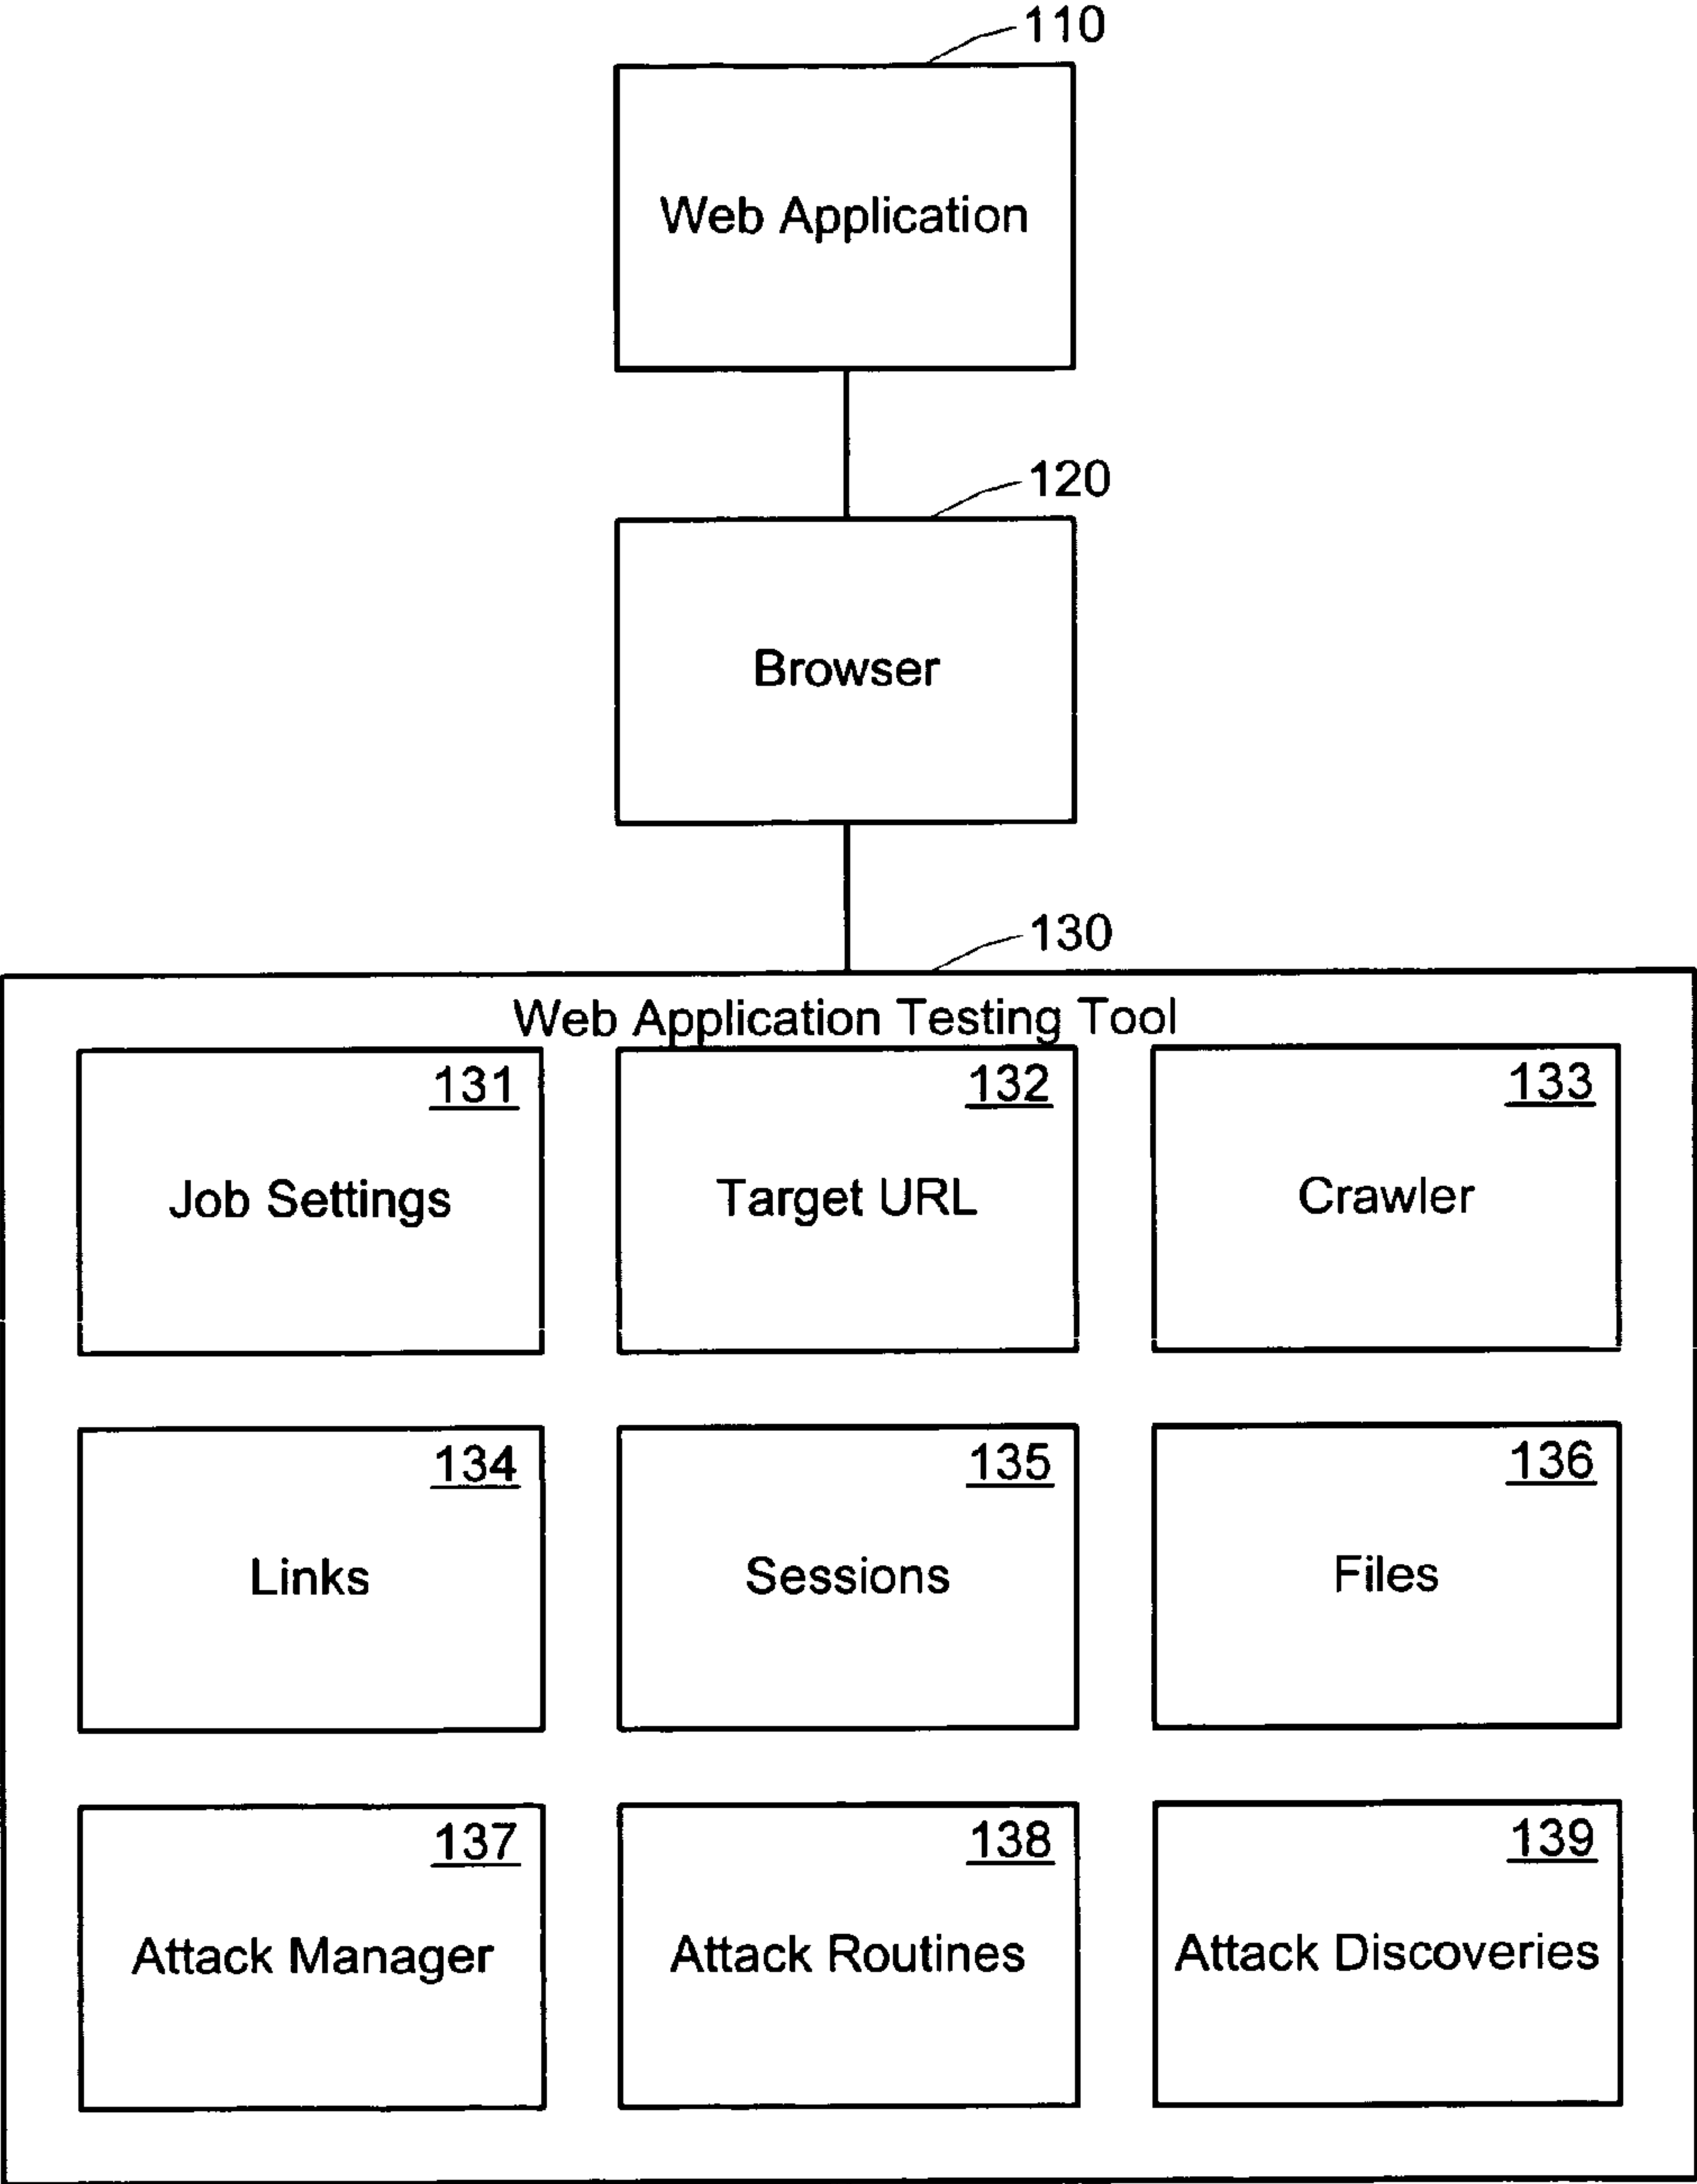 110
Web Application
120
Browser
130
Web Application Testing Tool
131
Job Settings
132
Target URL
133
Crawler
134
Links
135
Sessions
136
Files
137
Attack Manager
138
Attack Routines
139
Attack Discoveries